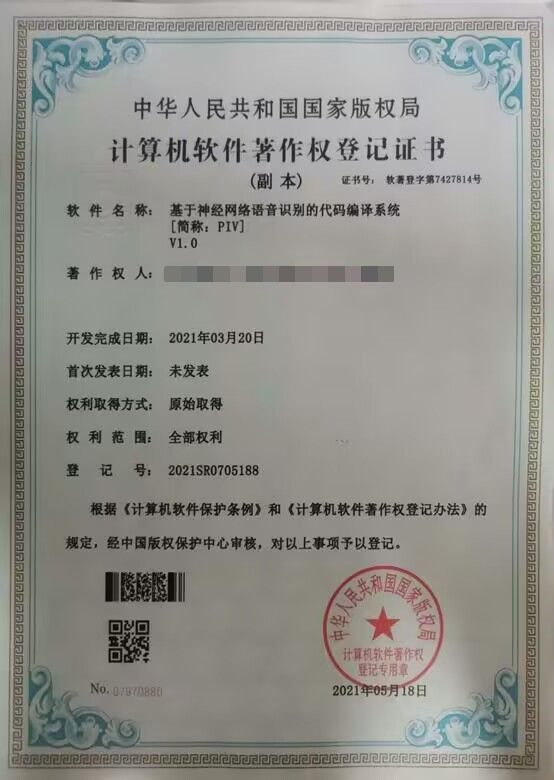 中华人民共和国国家版权局
计算机软件著作权登记证书
(副本)
证书号: 软著登字第7427814号
软件名称: 基于神经网络语音识别的代码编译系统
[简称: PIV]
V1.0
著作权人:
开发完成日期: 2021年03月20日
首次发表日期: 未发表
权利取得方式: 原始取得
权利范围: 全部权利
登记号: 2021SR0705188
根据《计算机软件保护条例》和《计算机软件著作权登记办法》的
规定，经中国版权保护中心审核，对以上事项予以登记。
中华人民共和国国家版权局
计算机软件著作权
登记专用章
No.
2021年05月18日